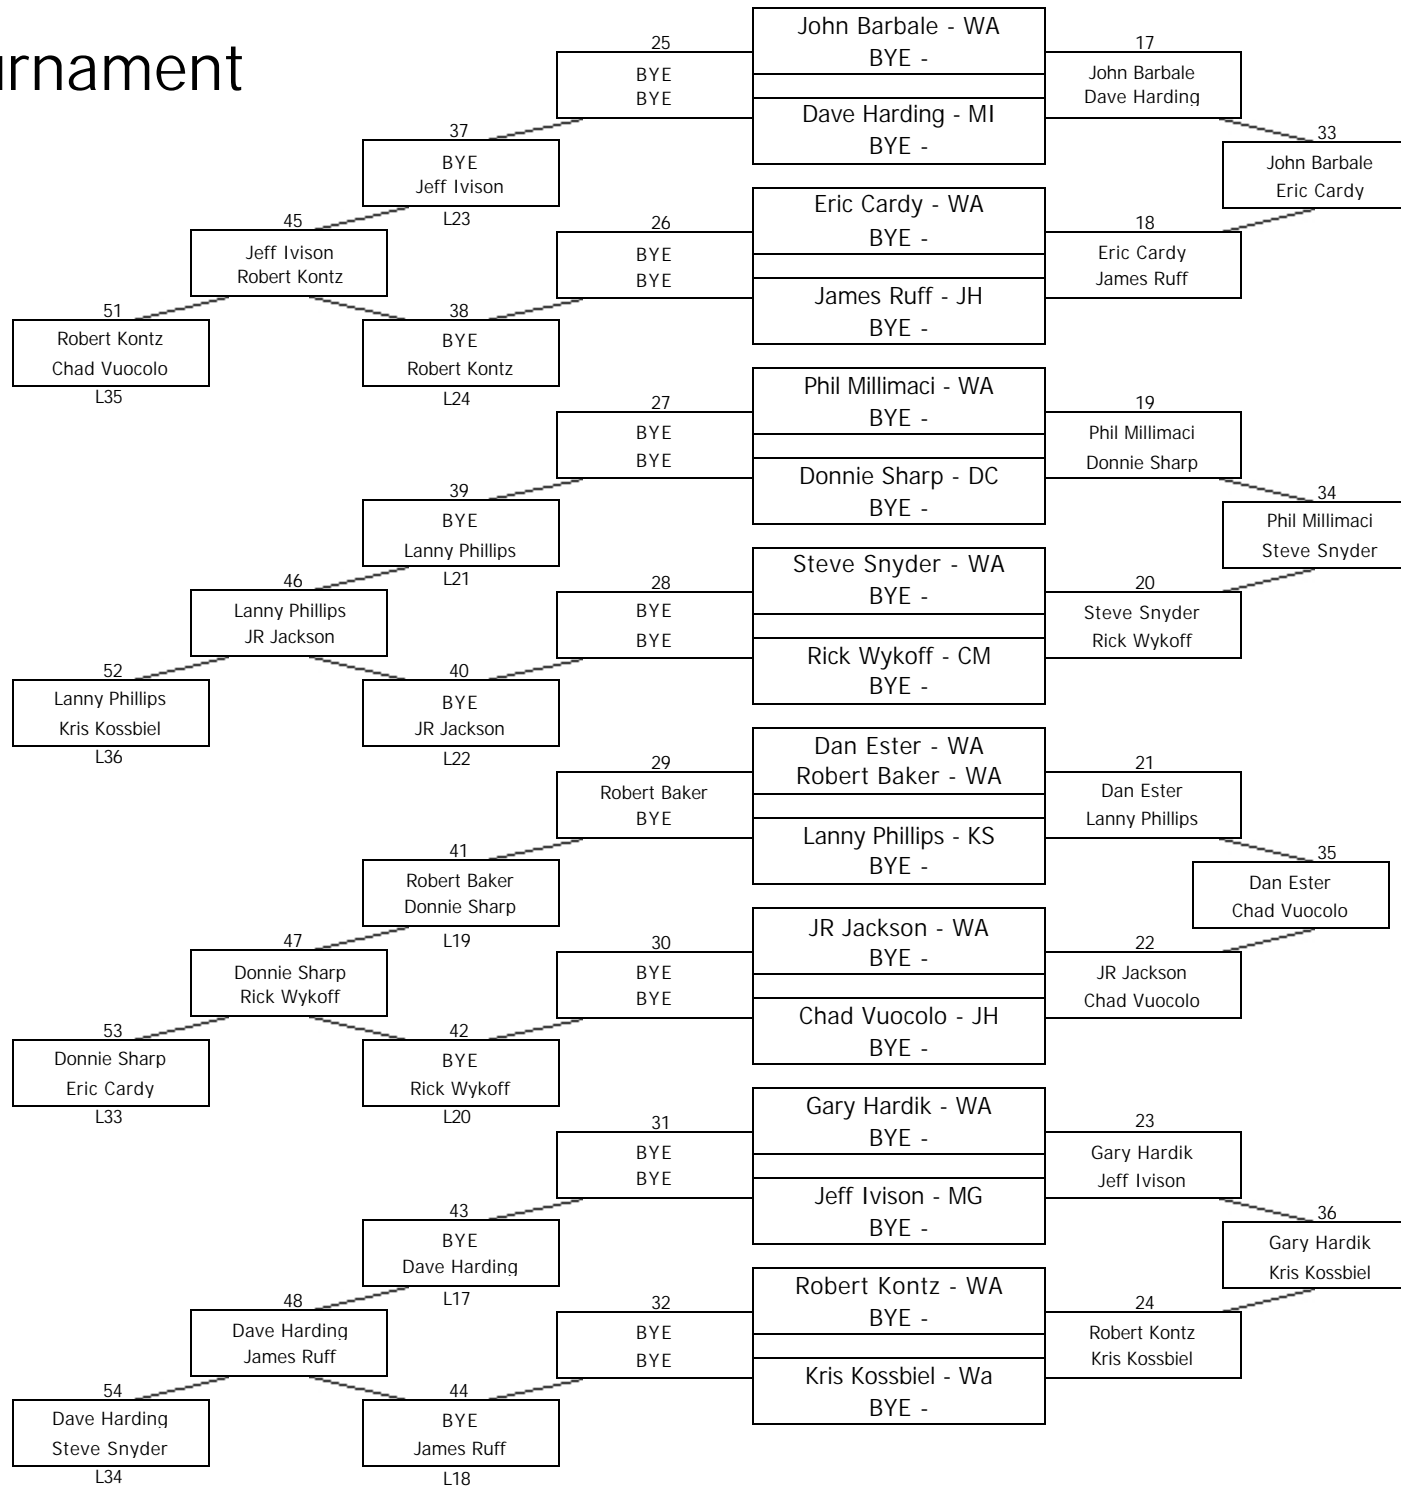 urnament
25
BYE
BYE
John Barbale - WA
BYE -
17
John Barbale
Dave Harding
37
BYE
Jeff Ivison
L23
Dave Harding - MI
BYE -
33
John Barbale
Eric Cardy
45
Jeff Ivison
Robert Kontz
26
BYE
BYE
Eric Cardy - WA
BYE -
18
Eric Cardy
James Ruff
51
Robert Kontz
Chad Vuocolo
L35
38
BYE
Robert Kontz
L24
James Ruff - JH
BYE -
27
BYE
BYE
Phil Millimaci - WA
BYE -
19
Phil Millimaci
Donnie Sharp
39
BYE
Lanny Phillips
L21
Donnie Sharp - DC
BYE -
34
Phil Millimaci
Steve Snyder
46
Lanny Phillips
JR Jackson
28
BYE
BYE
Steve Snyder - WA
BYE -
20
Steve Snyder
Rick Wykoff
52
Lanny Phillips
Kris Kossbiel
L36
40
BYE
JR Jackson
L22
Rick Wykoff - CM
BYE -
29
Robert Baker
BYE
Dan Ester - WA
Robert Baker - WA
21
Dan Ester
Lanny Phillips
41
Robert Baker
Donnie Sharp
L19
Lanny Phillips - KS
BYE -
35
Dan Ester
Chad Vuocolo
47
Donnie Sharp
Rick Wykoff
30
BYE
BYE
JR Jackson - WA
BYE -
22
JR Jackson
Chad Vuocolo
53
Donnie Sharp
Eric Cardy
L33
42
BYE
Rick Wykoff
L20
Chad Vuocolo - JH
BYE -
31
BYE
BYE
Gary Hardik - WA
BYE -
23
Gary Hardik
Jeff Ivison
43
BYE
Dave Harding
L17
Jeff Ivison - MG
BYE -
36
Gary Hardik
Kris Kossbiel
48
Dave Harding
James Ruff
32
BYE
BYE
Robert Kontz - WA
BYE -
24
Robert Kontz
Kris Kossbiel
54
Dave Harding
Steve Snyder
L34
44
BYE
James Ruff
L18
Kris Kossbiel - Wa
BYE -